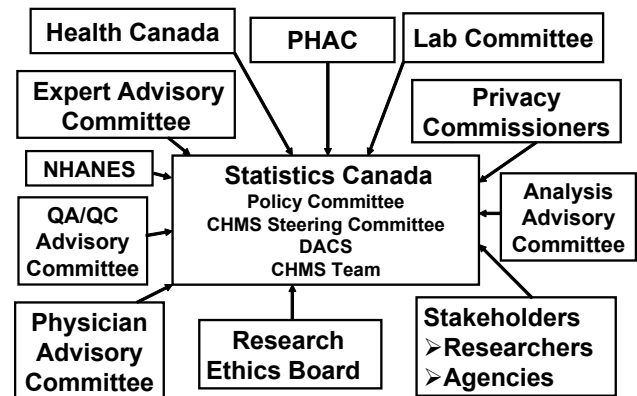 Health Canada
PHAC
Lab Committee
Expert Advisory
Committee
Privacy
Commissioners
NHANES
Statistics Canada
Policy Committee
CHMS Steering Committee
DACS
CHMS Team
Analysis
Advisory
Committee
QA/QC
Advisory
Committee
Physician
Advisory
Committee
Research
Ethics Board
Stakeholders
➢Researchers
➢Agencies